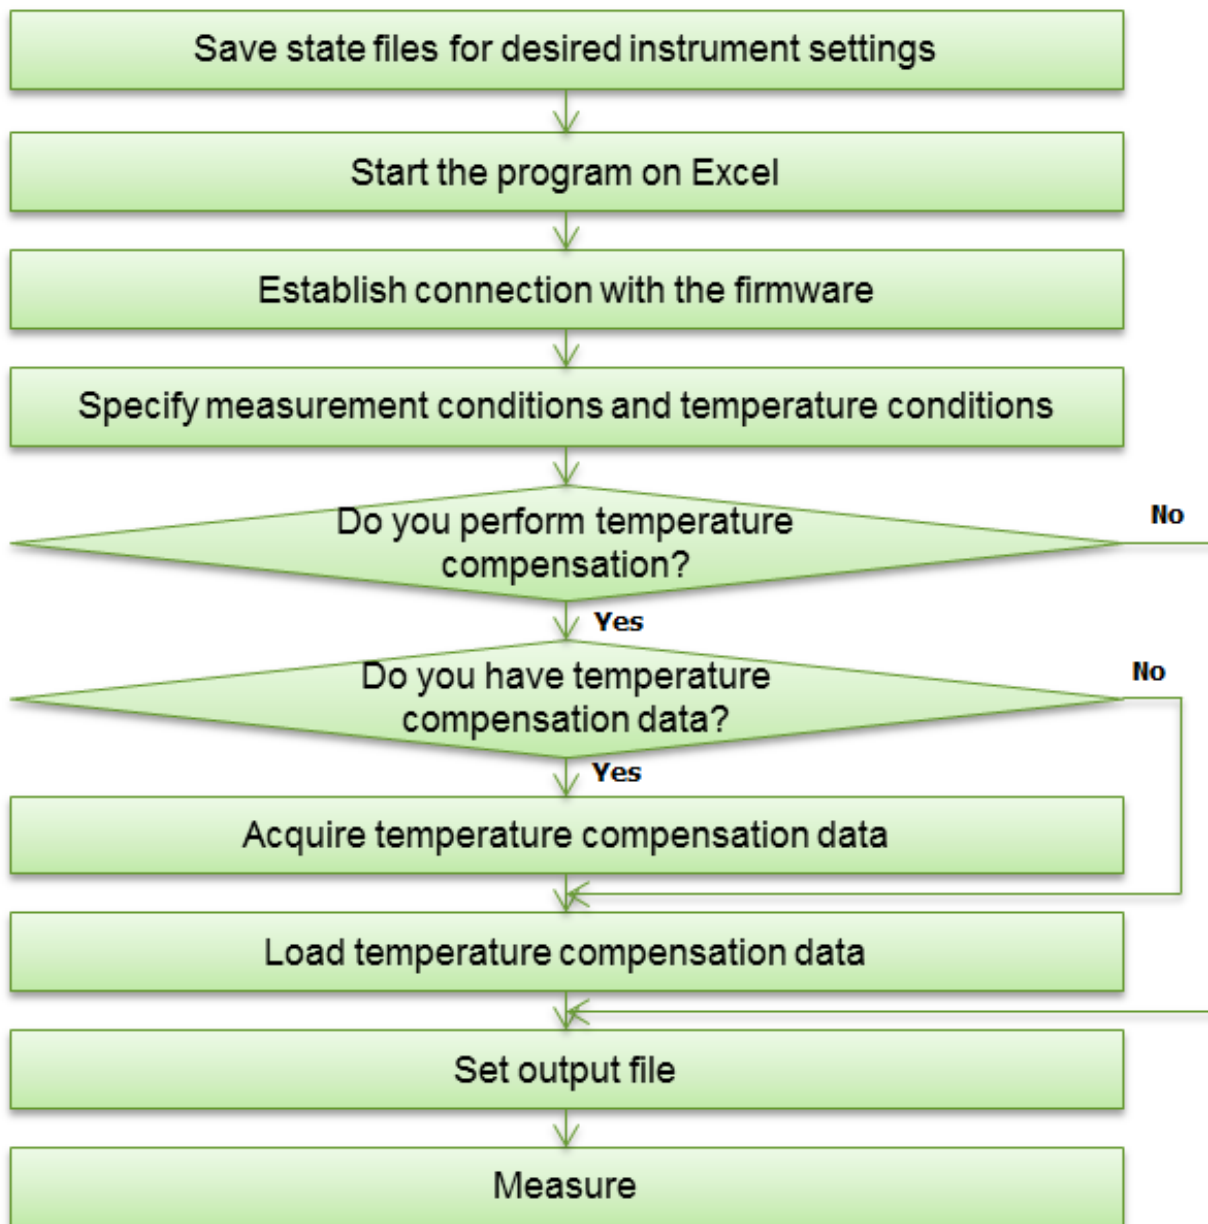 Save state files for desired instrument settings
Start the program on Excel
Establish connection with the firmware
Specify measurement conditions and temperature conditions
Do you perform temperature
compensation?
No
Yes
Do you have temperature
compensation data?
No
Yes
Acquire temperature compensation data
Load temperature compensation data
Set output file
Measure